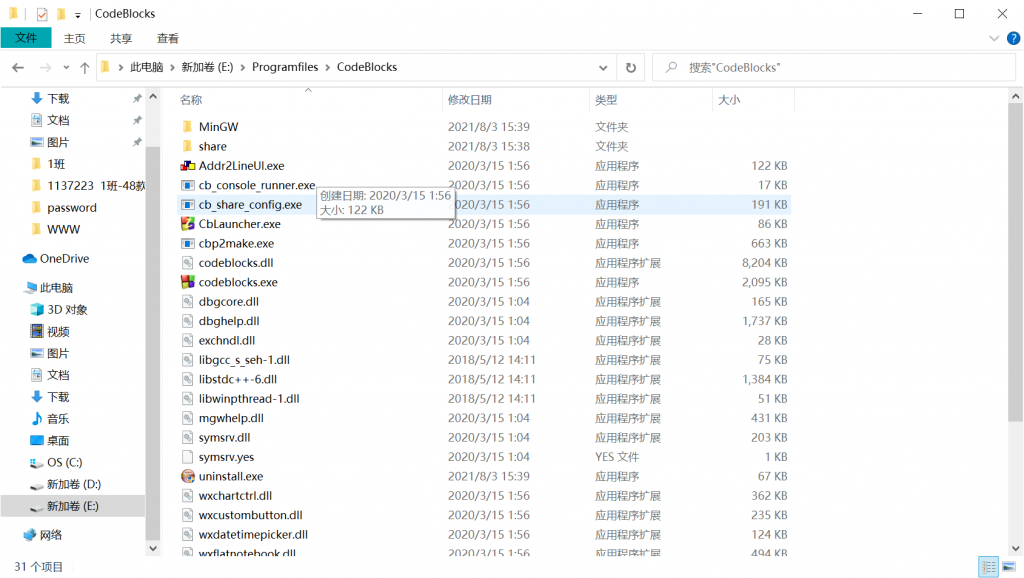 CodeBlocks
文件 主页 共享 查看
此电脑 新加卷 (E:) Programfiles CodeBlocks 搜索"CodeBlocks"
下载
文档
图片
1班
1137223 1班-48款
password
WWW
OneDrive
此电脑
3D 对象
视频
图片
文档
下载
音乐
桌面
OS (C:)
新加卷 (D:)
新加卷 (E:)
网络
名称 修改日期 类型 大小
MinGW 2021/8/3 15:39 文件夹
share 2021/8/3 15:38 文件夹
Addr2LineUI.exe 2020/3/15 1:56 应用程序 122 KB
cb_console_runner.exe 2020/3/15 1:56 应用程序 17 KB
创建日期: 2020/3/15 1:56
大小: 122 KB
cb_share_config.exe 2020/3/15 1:56 应用程序 191 KB
CbLauncher.exe 2020/3/15 1:56 应用程序 86 KB
cbp2make.exe 2020/3/15 1:56 应用程序 663 KB
codeblocks.dll 2020/3/15 1:56 应用程序扩展 8,204 KB
codeblocks.exe 2020/3/15 1:56 应用程序 2,095 KB
dbgcore.dll 2020/3/15 1:04 应用程序扩展 165 KB
dbghelp.dll 2020/3/15 1:04 应用程序扩展 1,737 KB
exchndl.dll 2020/3/15 1:04 应用程序扩展 28 KB
libgcc_s_seh-1.dll 2018/5/12 14:11 应用程序扩展 75 KB
libstdc++-6.dll 2018/5/12 14:11 应用程序扩展 1,384 KB
libwinpthread-1.dll 2018/5/12 14:11 应用程序扩展 51 KB
mgwhelp.dll 2020/3/15 1:04 应用程序扩展 431 KB
symsrv.dll 2020/3/15 1:04 应用程序扩展 203 KB
symsrv.yes 2020/3/15 1:04 YES 文件 1 KB
uninstall.exe 2021/8/3 15:39 应用程序 67 KB
wxchartctrl.dll 2020/3/15 1:56 应用程序扩展 362 KB
wxcustombutton.dll 2020/3/15 1:56 应用程序扩展 235 KB
wxdatetimepicker.dll 2020/3/15 1:56 应用程序扩展 124 KB
wxflatnotebook.dll 2020/3/15 1:56 应用程序扩展 494 KB
31 个项目